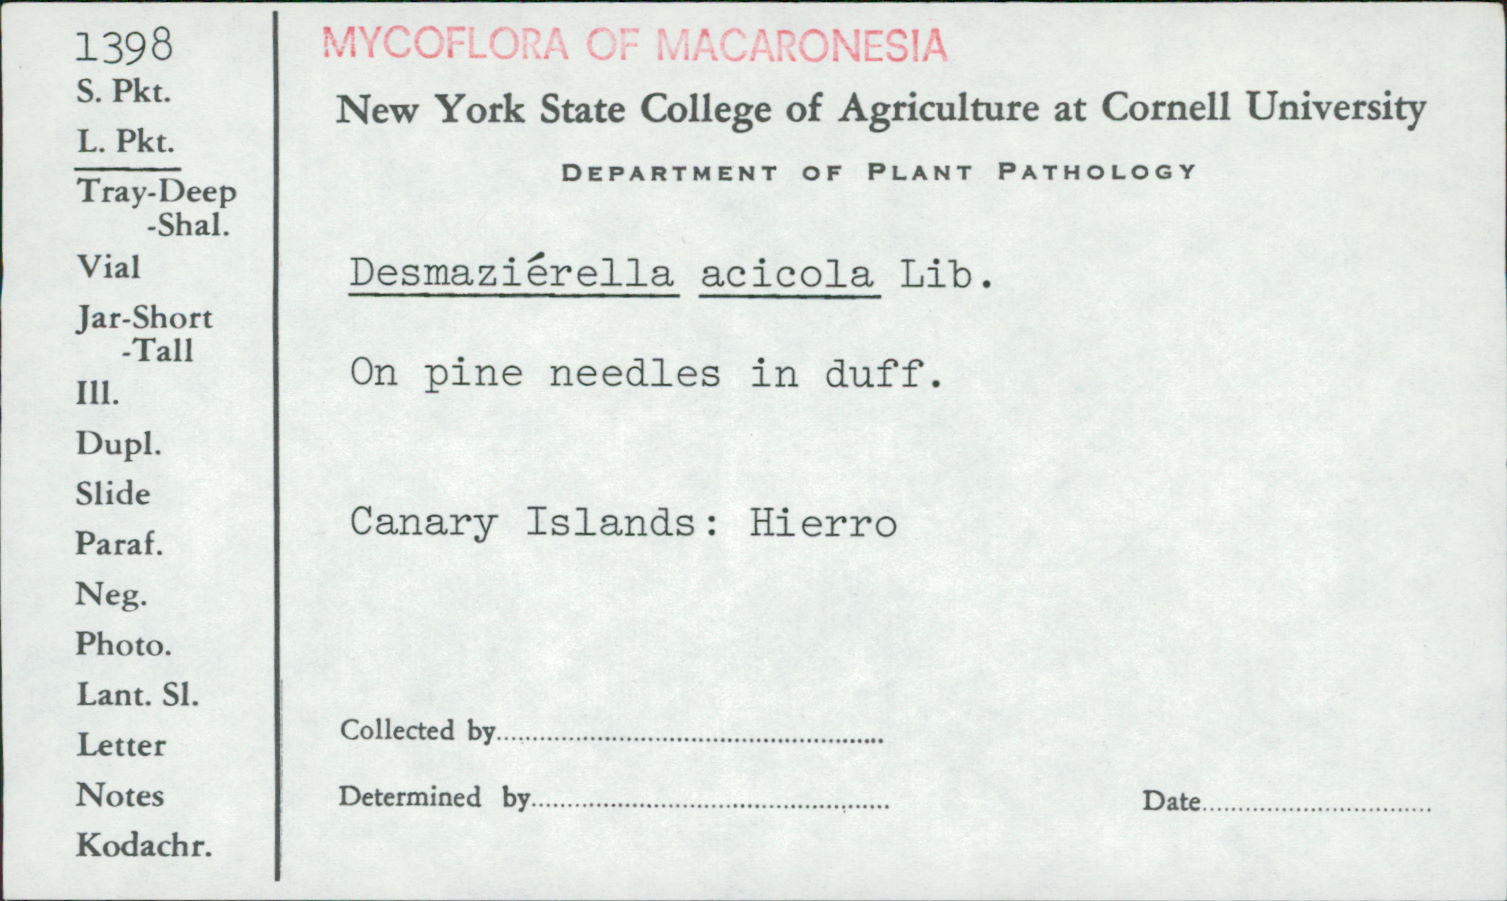 1398
S. Pkt.
L. Pkt.
Tray-Deep
-Shal.
Vial
Jar-Short
-Tall
Ill.
Dupl.
Slide
Paraf.
Neg.
Photo.
Lant. Sl.
Letter
Notes
Kodachr.
MYCOFLORA OF MACARONESIA
New York State College of Agriculture at Cornell University
DEPARTMENT OF PLANT PATHOLOGY
Desmaziérella acicola Lib.
On pine needles in duff.
Canary Islands: Hierro
Collected by
Determined by
Date